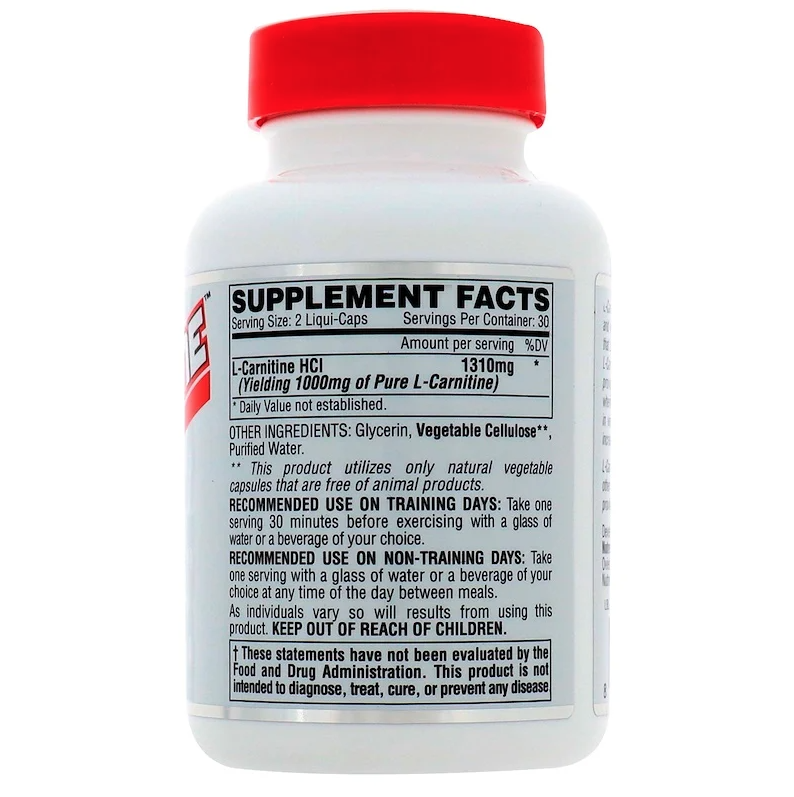 SUPPLEMENT FACTS
Serving Size: 2 Liqui-Caps Servings Per Container: 30
Amount per serving %DV
L-Carnitine HCl 1310mg *
(Yielding 1000mg of Pure L-Carnitine)
* Daily Value not established.
OTHER INGREDIENTS: Glycerin, Vegetable Cellulose**,
Purified Water.
** This product utilizes only natural vegetable
capsules that are free of animal products.
RECOMMENDED USE ON TRAINING DAYS: Take one
serving 30 minutes before exercising with a glass of
water or a beverage of your choice.
RECOMMENDED USE ON NON-TRAINING DAYS: Take
one serving with a glass of water or a beverage of your
choice at any time of the day between meals.
As individuals vary so will results from using this
product. KEEP OUT OF REACH OF CHILDREN.
† These statements have not been evaluated by the
Food and Drug Administration. This product is not
intended to diagnose, treat, cure, or prevent any disease